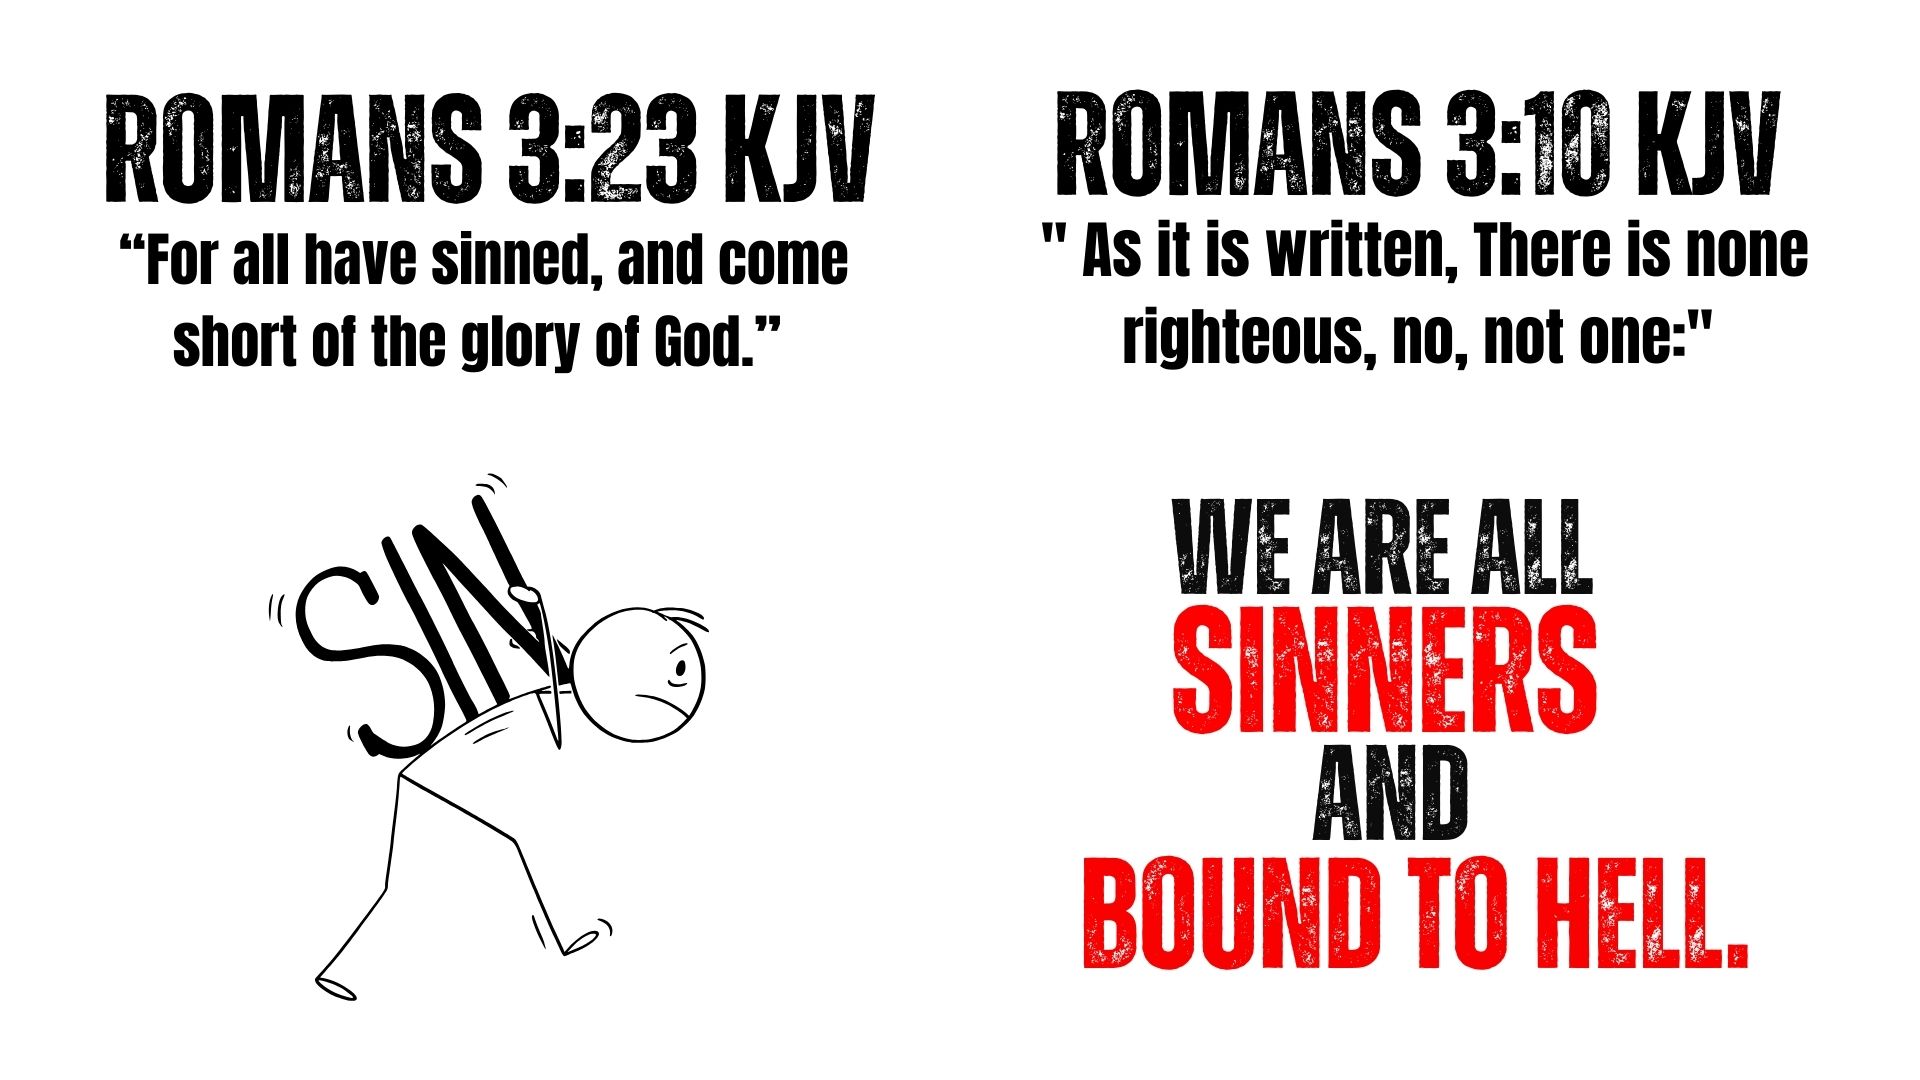 ROMANS 3:23 KJV
“For all have sinned, and come
short of the glory of God.”
SIN
ROMANS 3:10 KJV
" As it is written, There is none
righteous, no, not one:"
WE ARE ALL
SINNERS
AND
BOUND TO HELL.